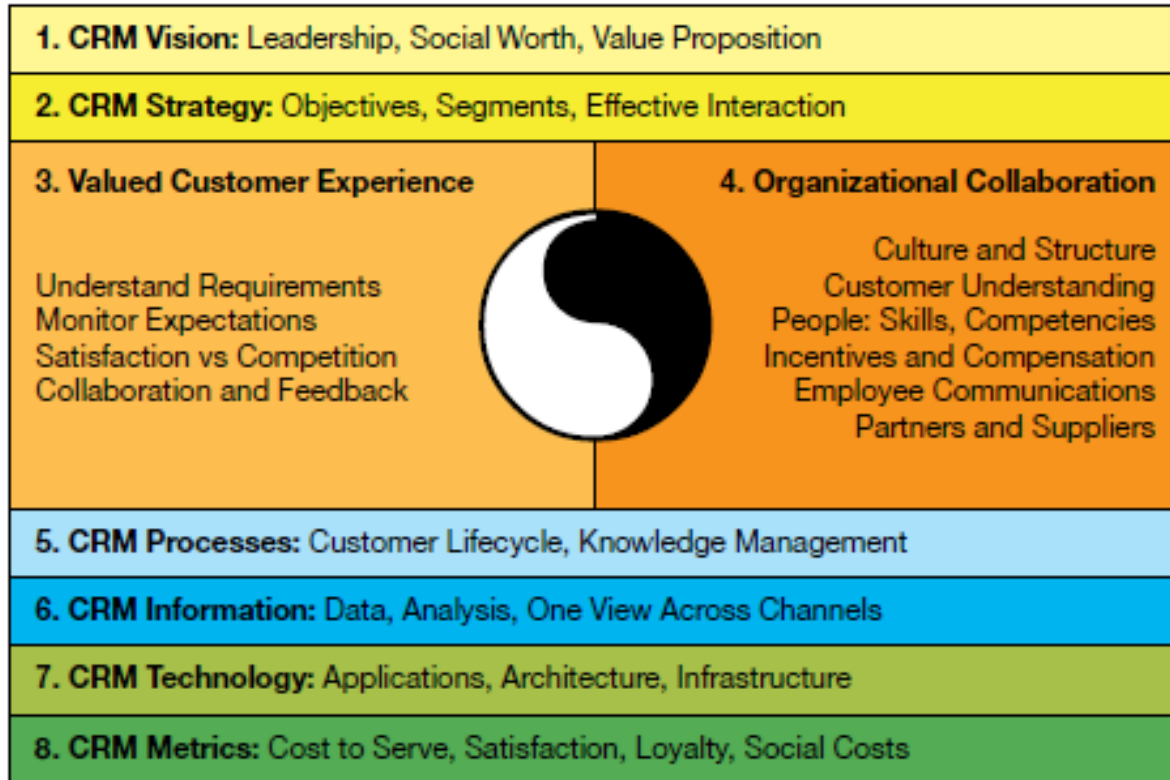 1. CRM Vision: Leadership, Social Worth, Value Proposition
2. CRM Strategy: Objectives, Segments, Effective Interaction
3. Valued Customer Experience
Understand Requirements
Monitor Expectations
Satisfaction vs Competition
Collaboration and Feedback
4. Organizational Collaboration
Culture and Structure
Customer Understanding
People: Skills, Competencies
Incentives and Compensation
Employee Communications
Partners and Suppliers
5. CRM Processes: Customer Lifecycle, Knowledge Management
6. CRM Information: Data, Analysis, One View Across Channels
7. CRM Technology: Applications, Architecture, Infrastructure
8. CRM Metrics: Cost to Serve, Satisfaction, Loyalty, Social Costs